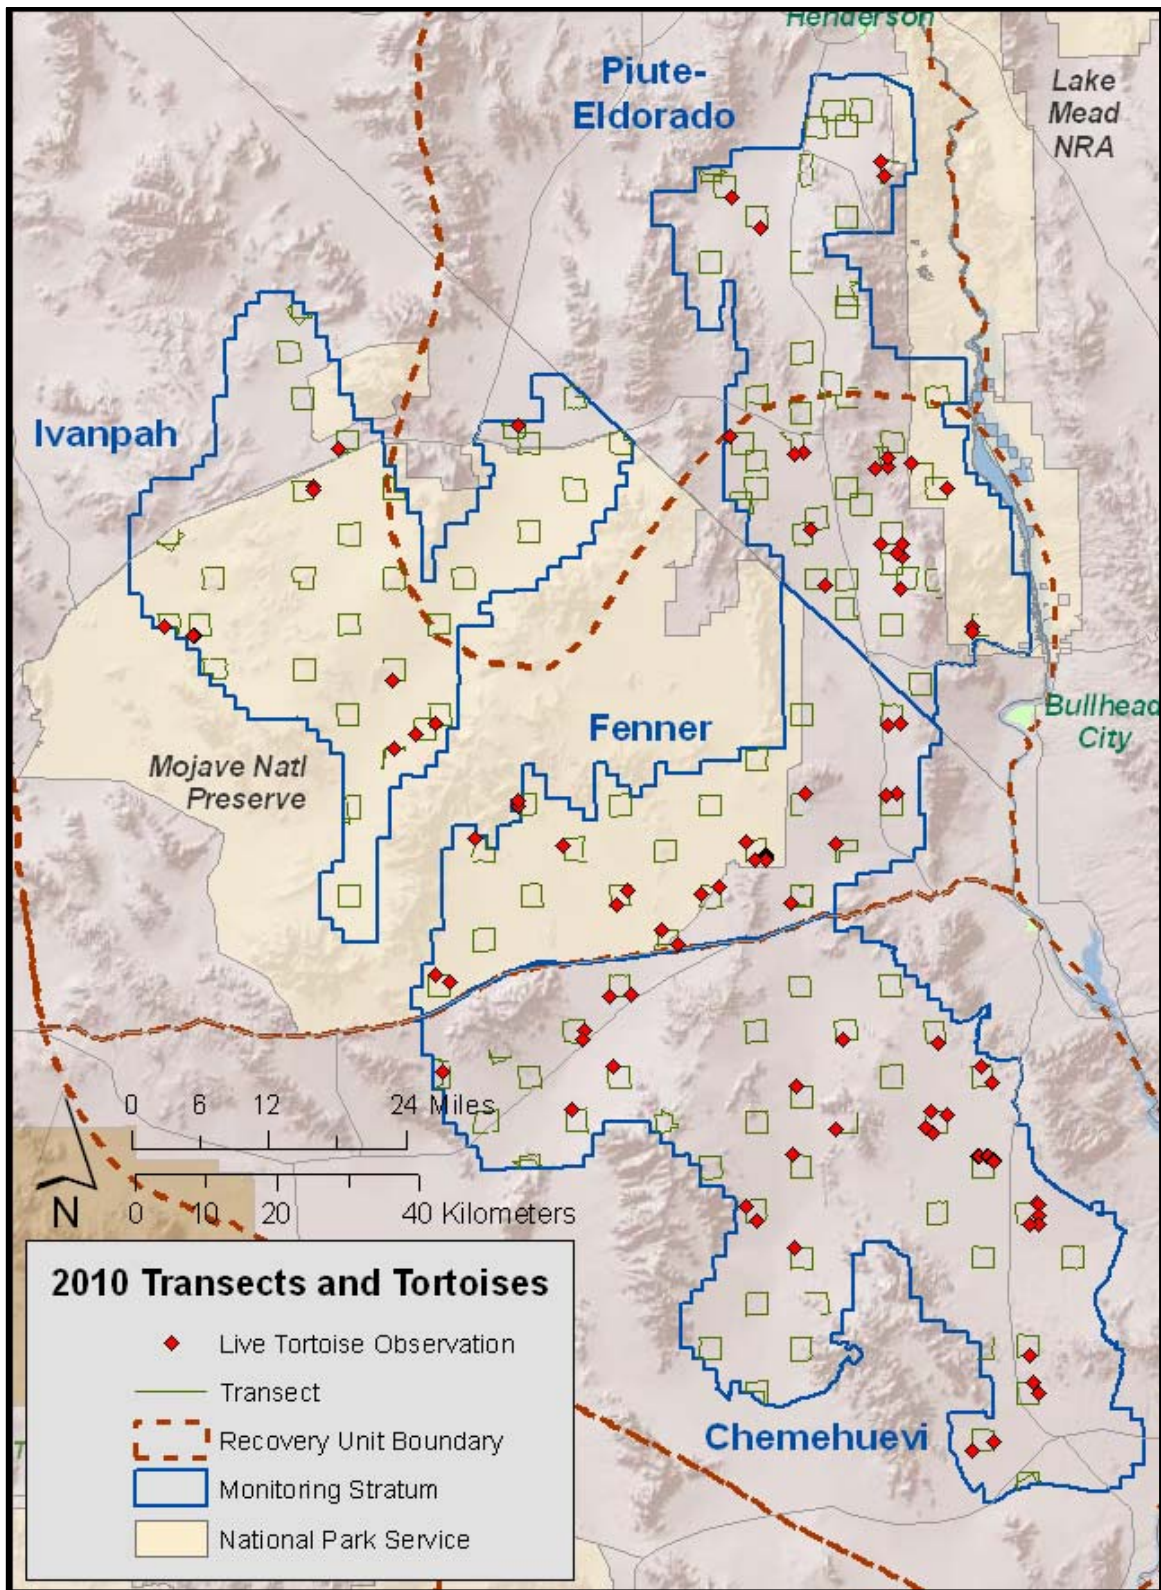 Henderson
Piute-
Eldorado
Lake
Mead
NRA
Ivanpah
Fenner
Bullhead
City
Mojave Natl
Preserve
0 6 12 24 Miles
N
0 10 20 40 Kilometers
Chemehuevi
2010 Transects and Tortoises
Live Tortoise Observation
Transect
Recovery Unit Boundary
Monitoring Stratum
National Park Service